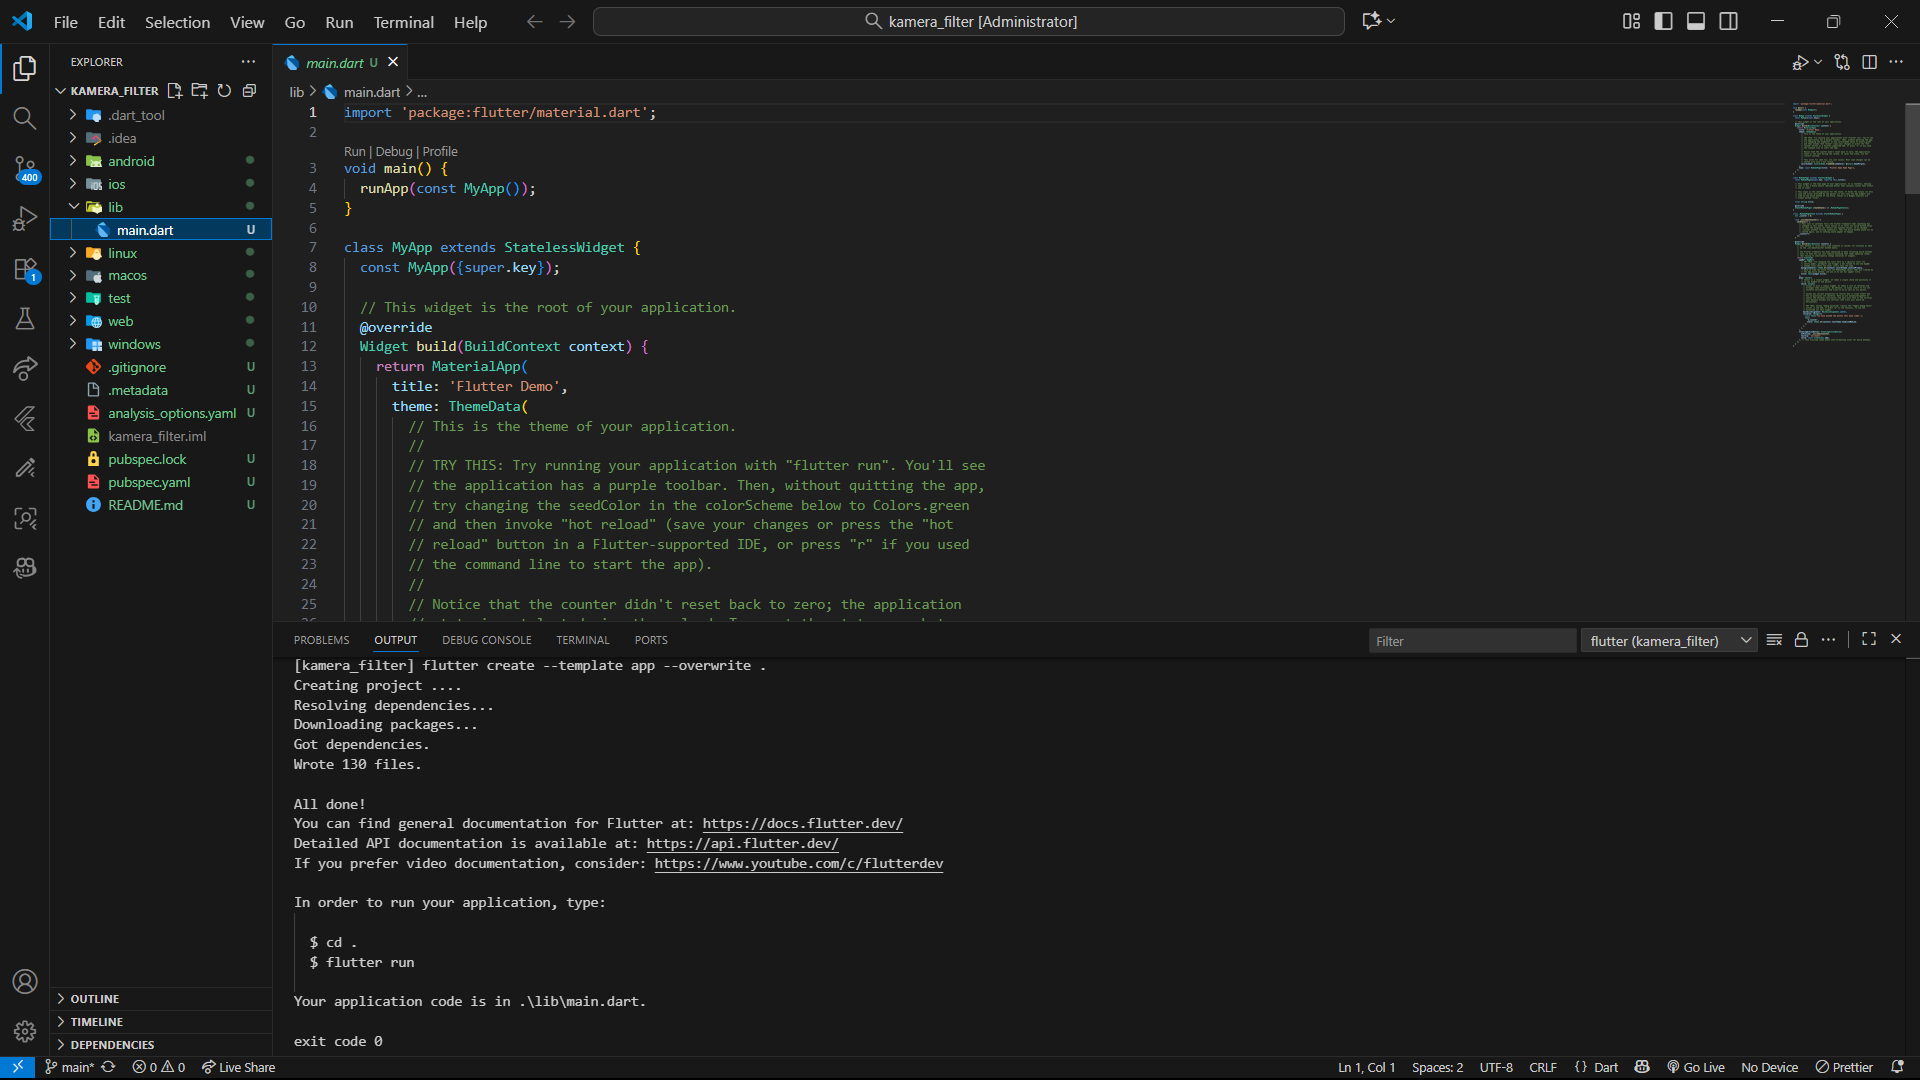 File Edit Selection View Go Run Terminal Help
kamera_filter [Administrator]
EXPLORER
KAMERA_FILTER
.dart_tool
.idea
android
ios
lib
main.dart U
linux
macos
test
web
windows
.gitignore U
.metadata U
analysis_options.yaml U
kamera_filter.iml
pubspec.lock U
pubspec.yaml U
README.md U
OUTLINE
TIMELINE
DEPENDENCIES
400
1
main.dart U
lib > main.dart > ...
1 import 'package:flutter/material.dart';
2
Run | Debug | Profile
3 void main() {
4 runApp(const MyApp());
5 }
6
7 class MyApp extends StatelessWidget {
8 const MyApp({super.key});
9
10 // This widget is the root of your application.
11 @override
12 Widget build(BuildContext context) {
13 return MaterialApp(
14 title: 'Flutter Demo',
15 theme: ThemeData(
16 // This is the theme of your application.
17 //
18 // TRY THIS: Try running your application with "flutter run". You'll see
19 // the application has a purple toolbar. Then, without quitting the app,
20 // try changing the seedColor in the colorScheme below to Colors.green
21 // and then invoke "hot reload" (save your changes or press the "hot
22 // reload" button in a Flutter-supported IDE, or press "r" if you used
23 // the command line to start the app).
24 //
25 // Notice that the counter didn't reset back to zero; the application
PROBLEMS OUTPUT DEBUG CONSOLE TERMINAL PORTS
Filter
flutter (kamera_filter)
[kamera_filter] flutter create --template app --overwrite .
Creating project ....
Resolving dependencies...
Downloading packages...
Got dependencies.
Wrote 130 files.
All done!
You can find general documentation for Flutter at: https://docs.flutter.dev/
Detailed API documentation is available at: https://api.flutter.dev/
If you prefer video documentation, consider: https://www.youtube.com/c/flutterdev
In order to run your application, type:
$ cd .
$ flutter run
Your application code is in .\lib\main.dart.
exit code 0
main* 0 0 Live Share
Ln 1, Col 1 Spaces: 2 UTF-8 CRLF {} Dart Go Live No Device Prettier